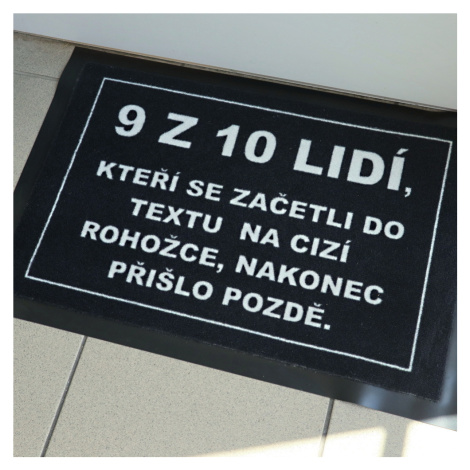 9 Z 10 LIDÍ,
KTEŘÍ SE ZAČETLI DO
TEXTU NA CIZÍ
ROHOŽCE, NAKONEC
PŘIŠLO POZDĚ.